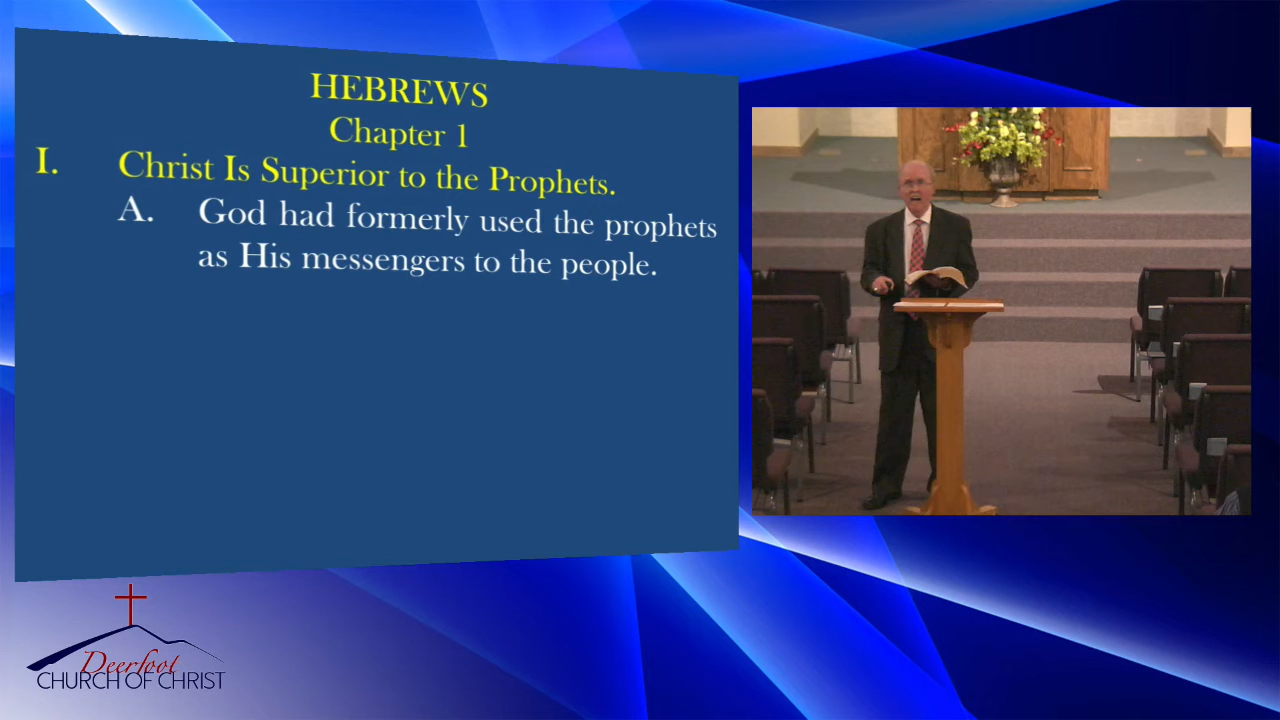 HEBREWS
Chapter 1
I. Christ Is Superior to the Prophets.
A. God had formerly used the prophets
as His messengers to the people.
Deerfoot
CHURCH OF CHRIST